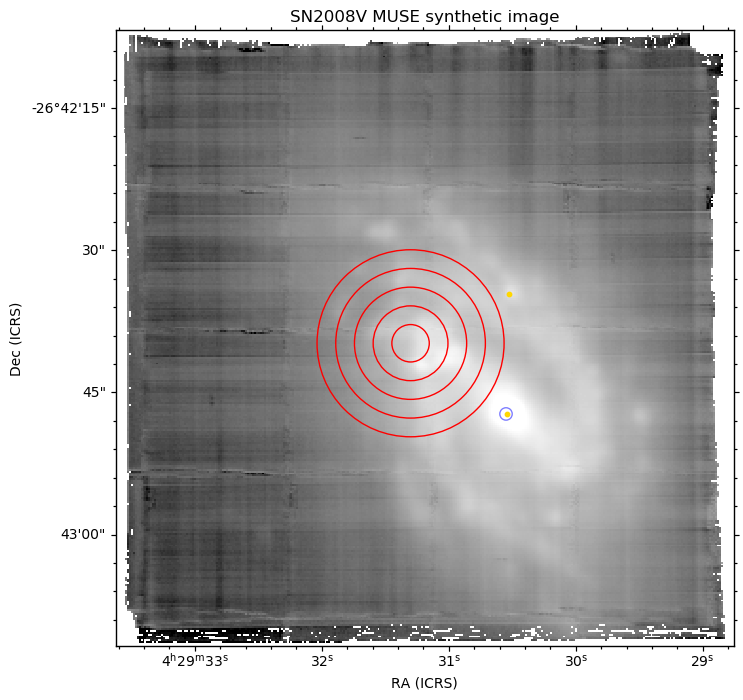 SN2008V MUSE synthetic image
-26°42'15"
30"
45"
43'00"
Dec (ICRS)
4ʰ29ᵐ33ˢ
32ˢ
31ˢ
30ˢ
29ˢ
RA (ICRS)